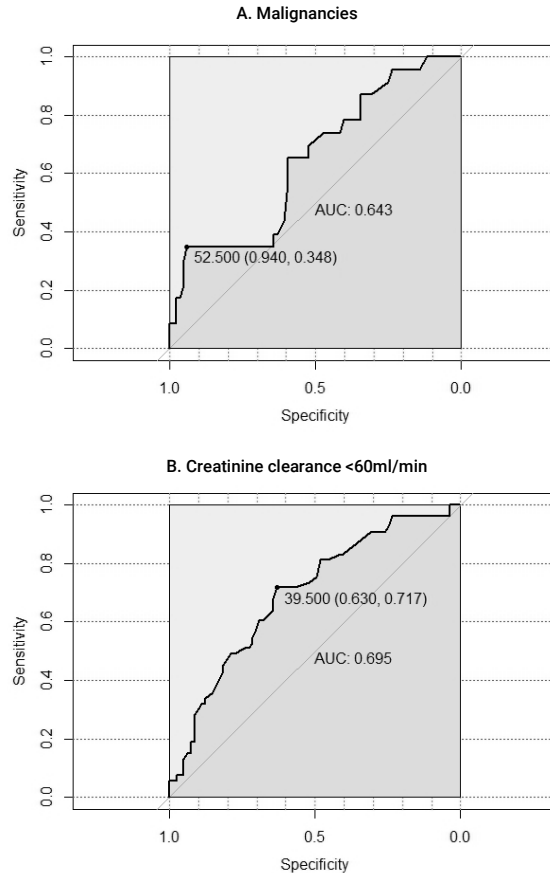 A. Malignancies
1.0
0.8
0.6
0.4
0.2
0.0
Sensitivity
AUC: 0.643
52.500 (0.940, 0.348)
1.0 0.5 0.0
Specificity
B. Creatinine clearance <60ml/min
1.0
0.8
0.6
0.4
0.2
0.0
Sensitivity
39.500 (0.630, 0.717)
AUC: 0.695
1.0 0.5 0.0
Specificity